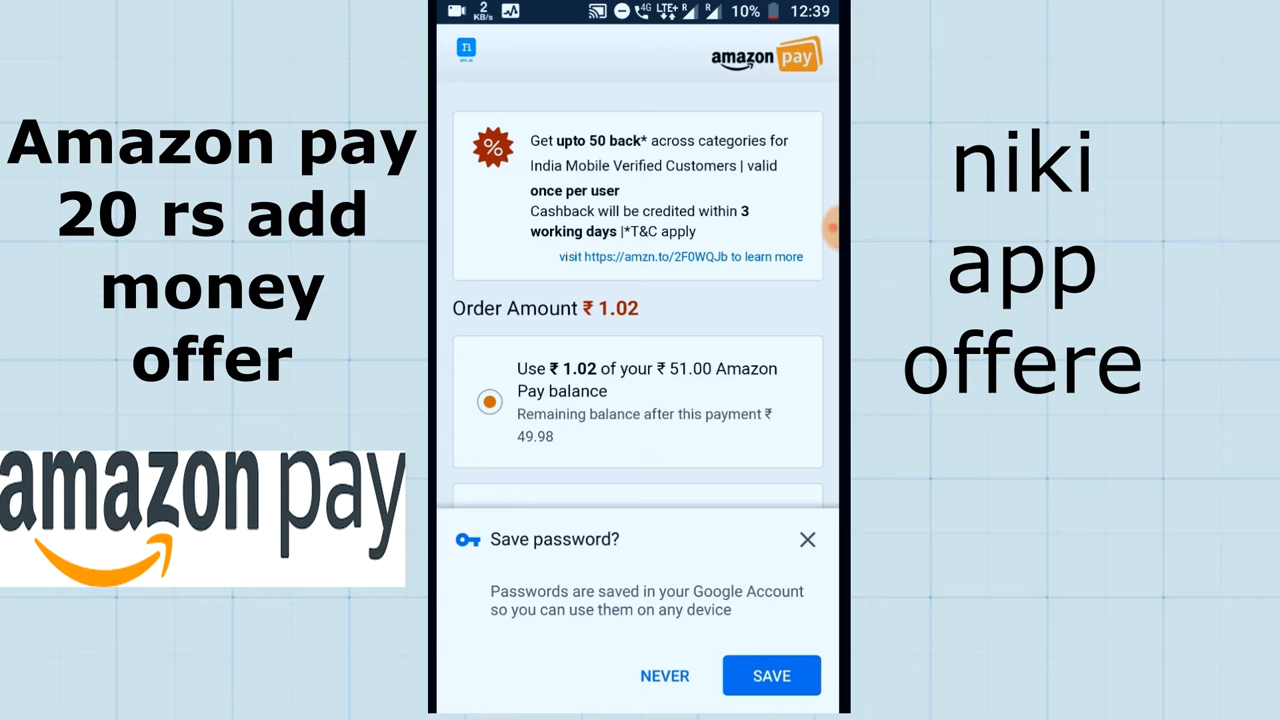 Amazon pay
20 rs add
money
offer
amazon pay
2
KB/s
4G
LTE+
R
R
10%
12:39
n
amazon pay
%
Get upto 50 back* across categories for
India Mobile Verified Customers | valid
once per user
Cashback will be credited within 3
working days |*T&C apply
visit https://amzn.to/2F0WQJb to learn more
Order Amount ₹ 1.02
Use ₹ 1.02 of your ₹ 51.00 Amazon
Pay balance
Remaining balance after this payment ₹
49.98
Save password?
Passwords are saved in your Google Account
so you can use them on any device
NEVER
SAVE
niki
app
offere